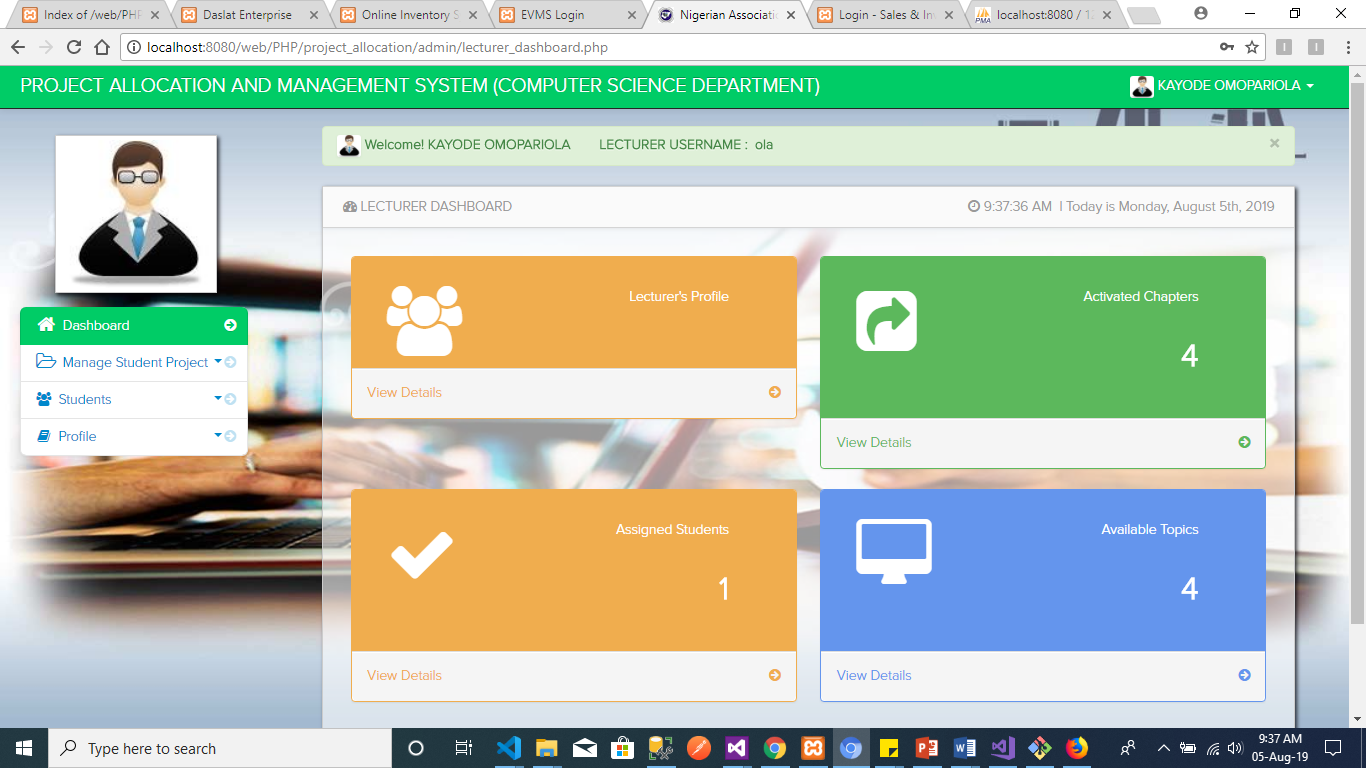 Index of /web/PHP
Daslat Enterprise
Online Inventory S
EVMS Login
Nigerian Associati
Login - Sales & In
localhost:8080 / 12
localhost:8080/web/PHP/project_allocation/admin/lecturer_dashboard.php
PROJECT ALLOCATION AND MANAGEMENT SYSTEM (COMPUTER SCIENCE DEPARTMENT)
KAYODE OMOPARIOLA
Welcome! KAYODE OMOPARIOLA LECTURER USERNAME : ola
×
LECTURER DASHBOARD
9:37:36 AM | Today is Monday, August 5th, 2019
Dashboard
Manage Student Project
Students
Profile
Lecturer's Profile
View Details
Activated Chapters
4
View Details
Assigned Students
1
View Details
Available Topics
4
View Details
Type here to search
9:37 AM
05-Aug-19